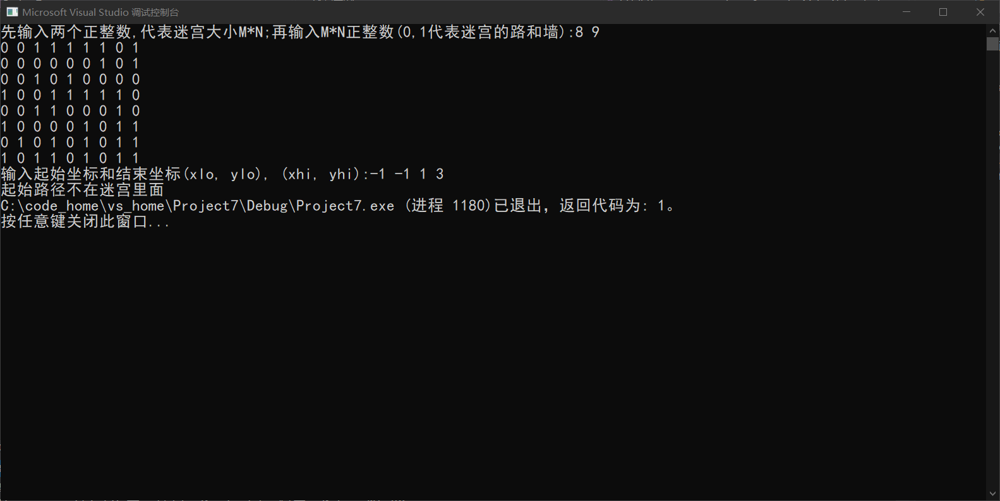 Microsoft Visual Studio 调试控制台
先输入两个正整数,代表迷宫大小M*N;再输入M*N正整数(0,1代表迷宫的路和墙):8 9
0 0 1 1 1 1 1 0 1
0 0 0 0 0 0 1 0 1
0 0 1 0 1 0 0 0 0
1 0 0 1 1 1 1 1 0
0 0 1 1 0 0 0 1 0
1 0 0 0 0 1 0 1 1
0 1 0 1 0 1 0 1 1
1 0 1 1 0 1 0 1 1
输入起始坐标和结束坐标(xlo, ylo), (xhi, yhi):-1 -1 1 3
起始路径不在迷宫里面
C:\code_home\vs_home\Project7\Debug\Project7.exe (进程 1180)已退出，返回代码为: 1。
按任意键关闭此窗口...